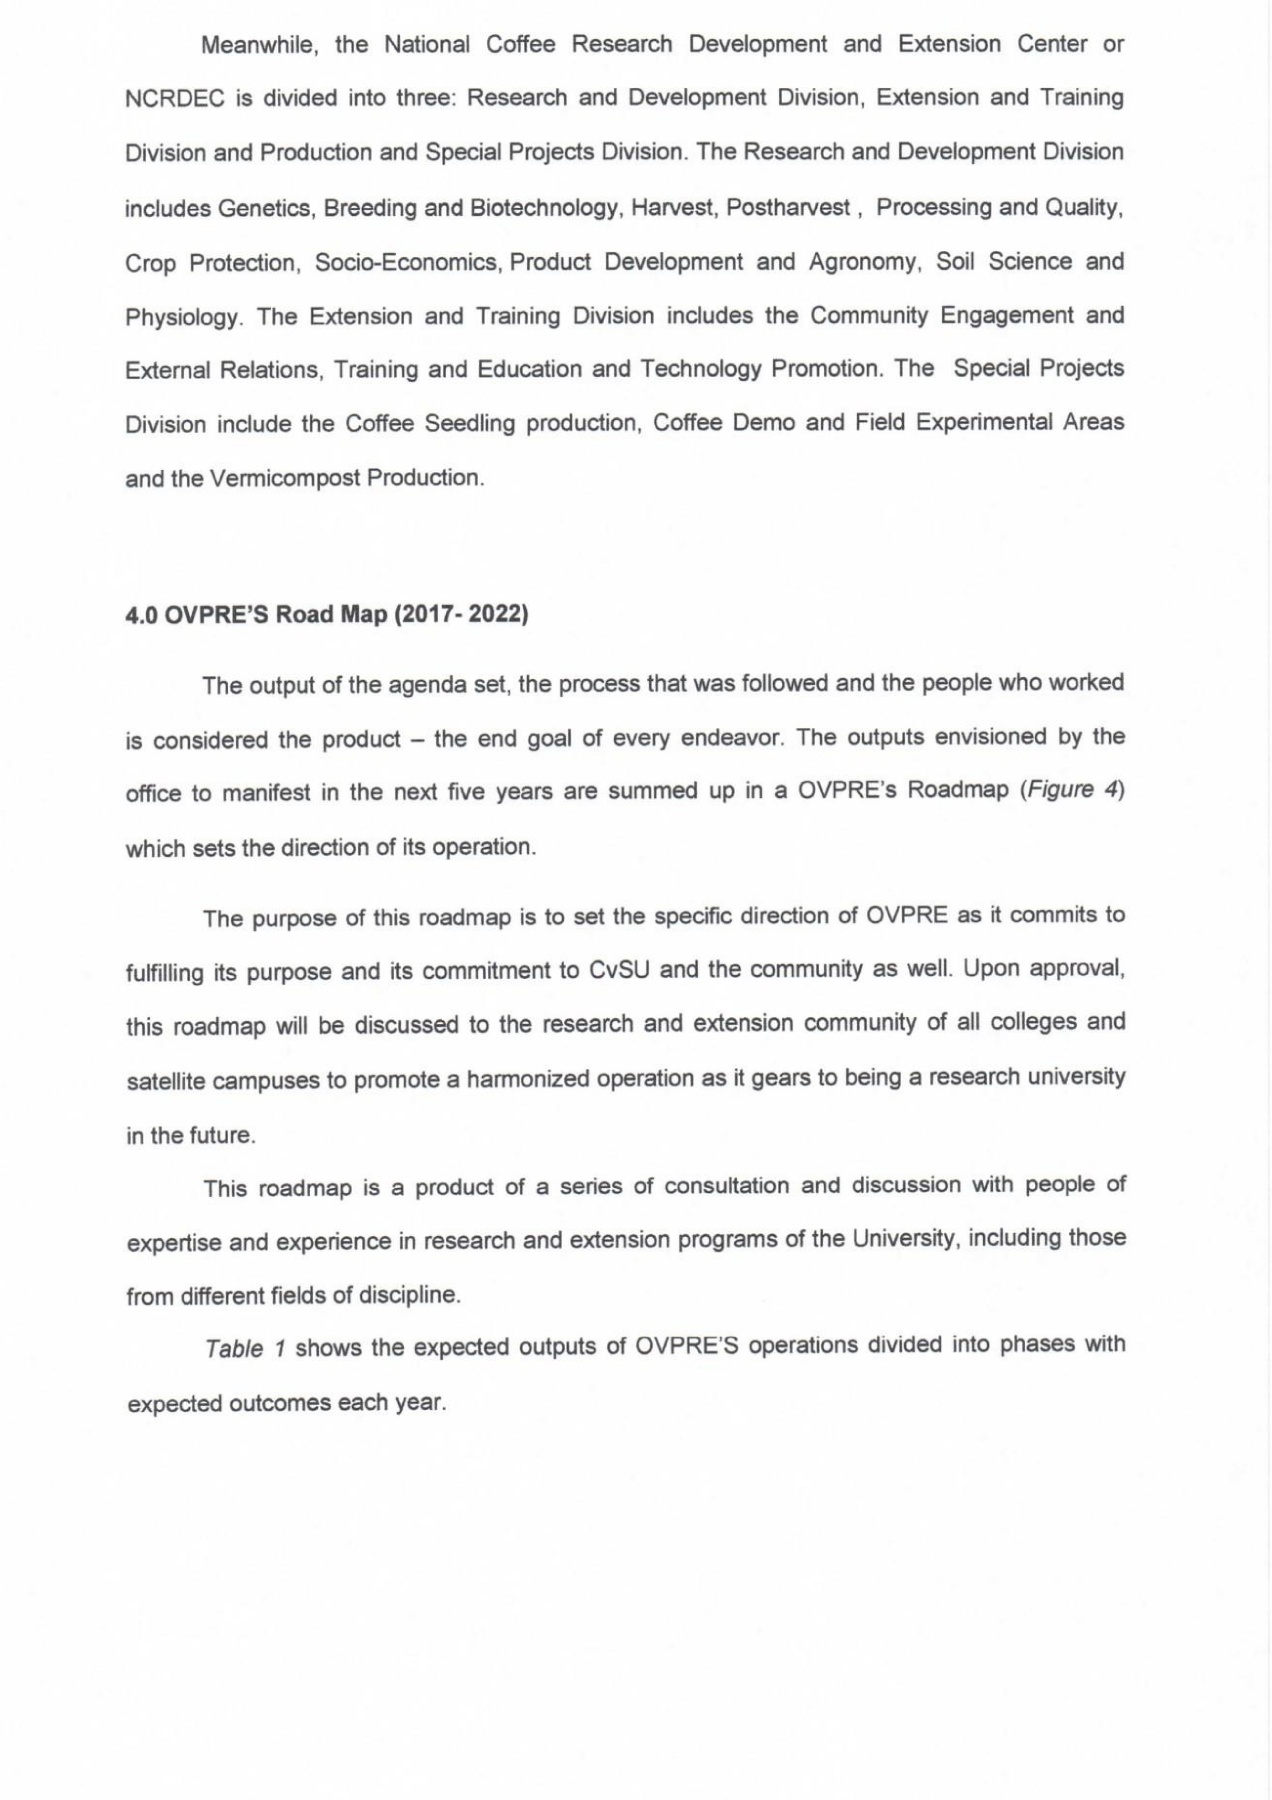 Meanwhile, the National Coffee Research Development and Extension Center or
NCRDEC is divided into three: Research and Development Division, Extension and Training
Division and Production and Special Projects Division. The Research and Development Division
includes Genetics, Breeding and Biotechnology, Harvest, Postharvest , Processing and Quality,
Crop Protection, Socio-Economics, Product Development and Agronomy, Soil Science and
Physiology. The Extension and Training Division includes the Community Engagement and
External Relations, Training and Education and Technology Promotion. The Special Projects
Division include the Coffee Seedling production, Coffee Demo and Field Experimental Areas
and the Vermicompost Production.
4.0 OVPRE'S Road Map (2017- 2022)
The output of the agenda set, the process that was followed and the people who worked
is considered the product – the end goal of every endeavor. The outputs envisioned by the
office to manifest in the next five years are summed up in a OVPRE's Roadmap (Figure 4)
which sets the direction of its operation.
The purpose of this roadmap is to set the specific direction of OVPRE as it commits to
fulfilling its purpose and its commitment to CvSU and the community as well. Upon approval,
this roadmap will be discussed to the research and extension community of all colleges and
satellite campuses to promote a harmonized operation as it gears to being a research university
in the future.
This roadmap is a product of a series of consultation and discussion with people of
expertise and experience in research and extension programs of the University, including those
from different fields of discipline.
Table 1 shows the expected outputs of OVPRE'S operations divided into phases with
expected outcomes each year.